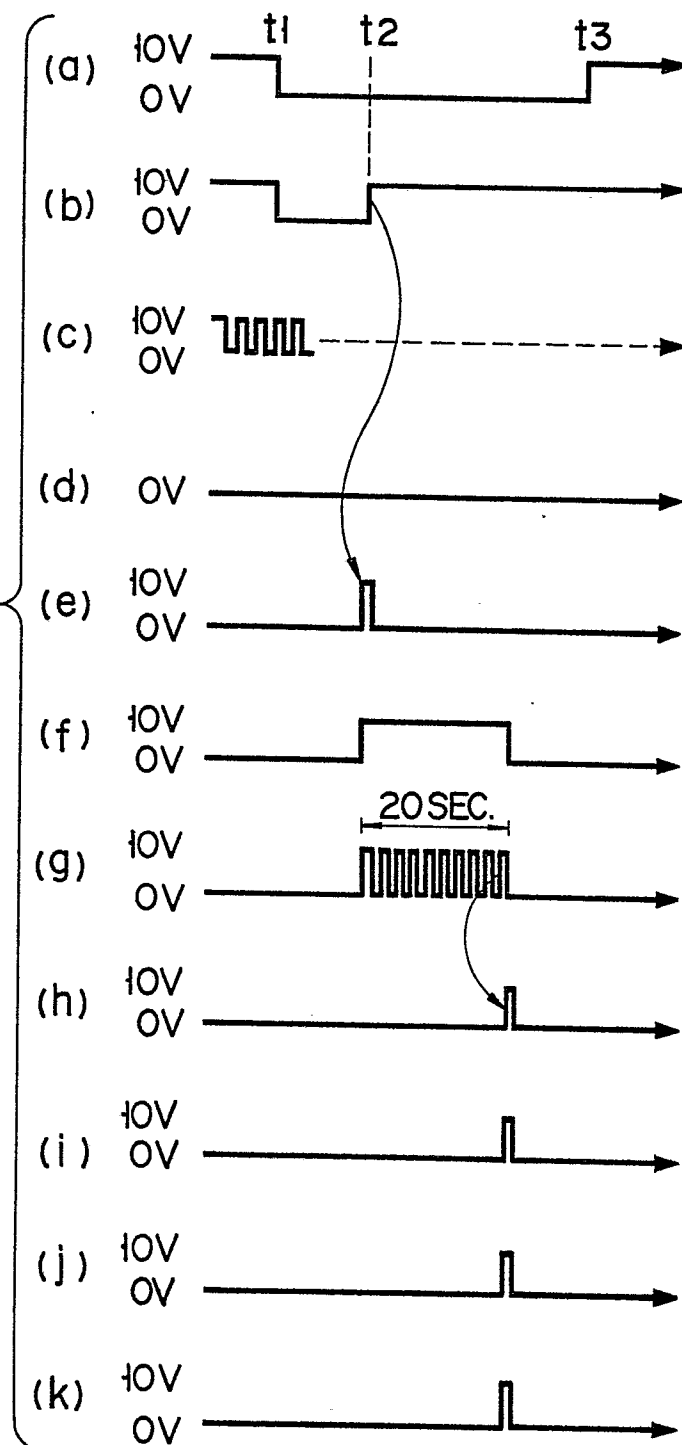 t1 t2 t3
(a) 10V
0V
(b) 10V
0V
(c) 10V
0V
(d) 0V
(e) 10V
0V
(f) 10V
0V
20 SEC.
(g) 10V
0V
(h) 10V
0V
(i) 10V
0V
(j) 10V
0V
(k) 10V
0V